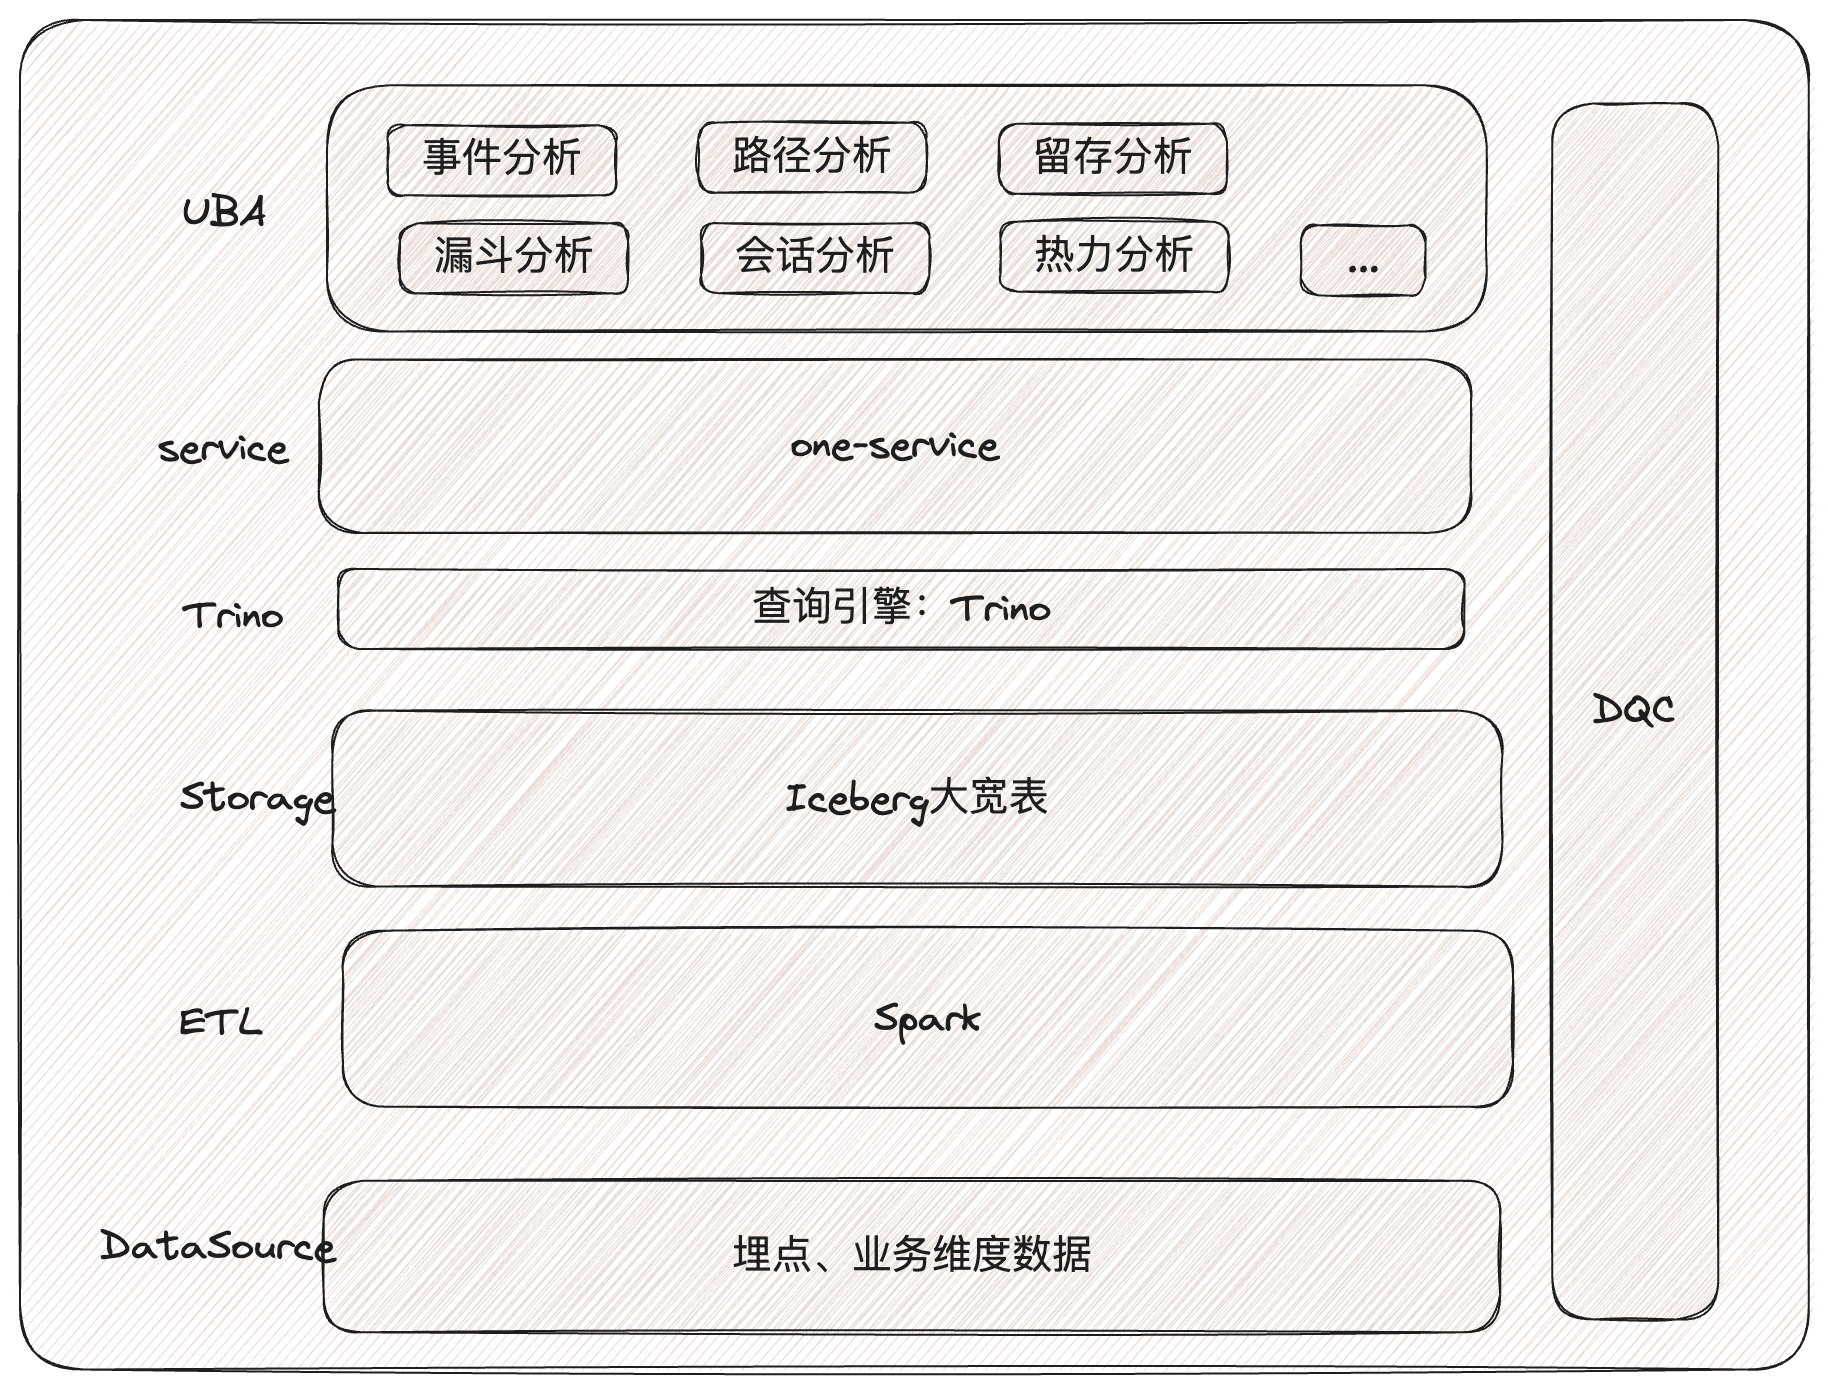 UBA
事件分析
路径分析
留存分析
漏斗分析
会话分析
热力分析
...
service
one-service
Trino
查询引擎：Trino
Storage
Iceberg大宽表
ETL
Spark
DataSource
埋点、业务维度数据
DQC